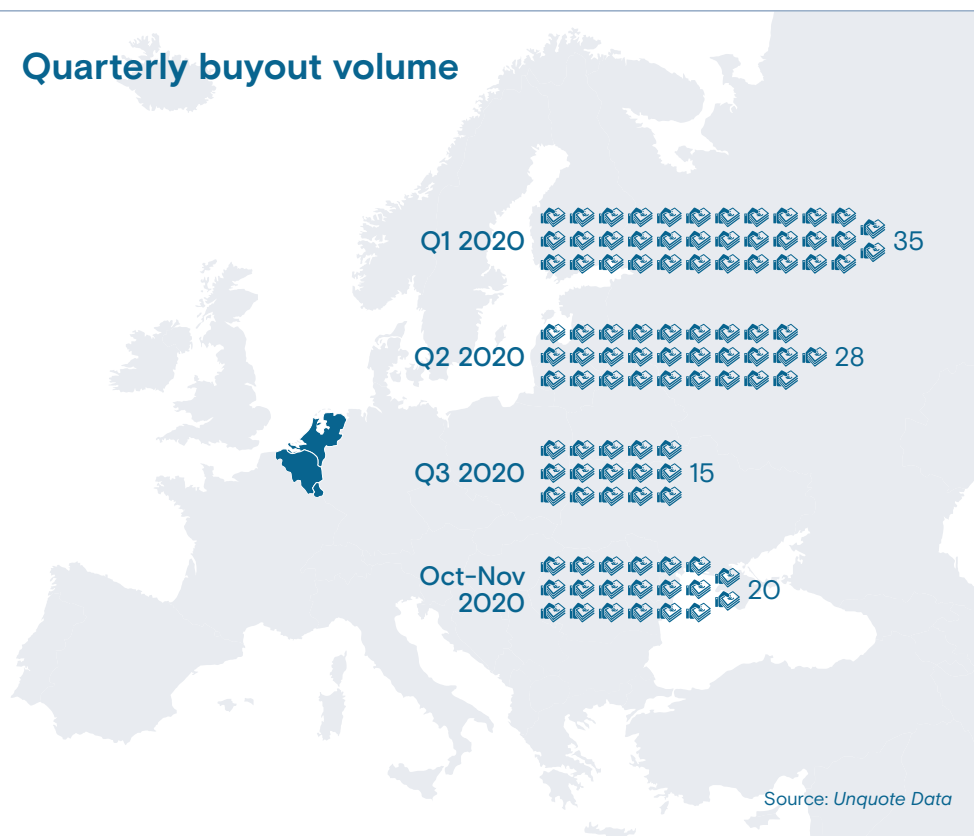 Quarterly buyout volume
Q1 2020
35
Q2 2020
28
Q3 2020
15
Oct-Nov
2020
20
Source: Unquote Data